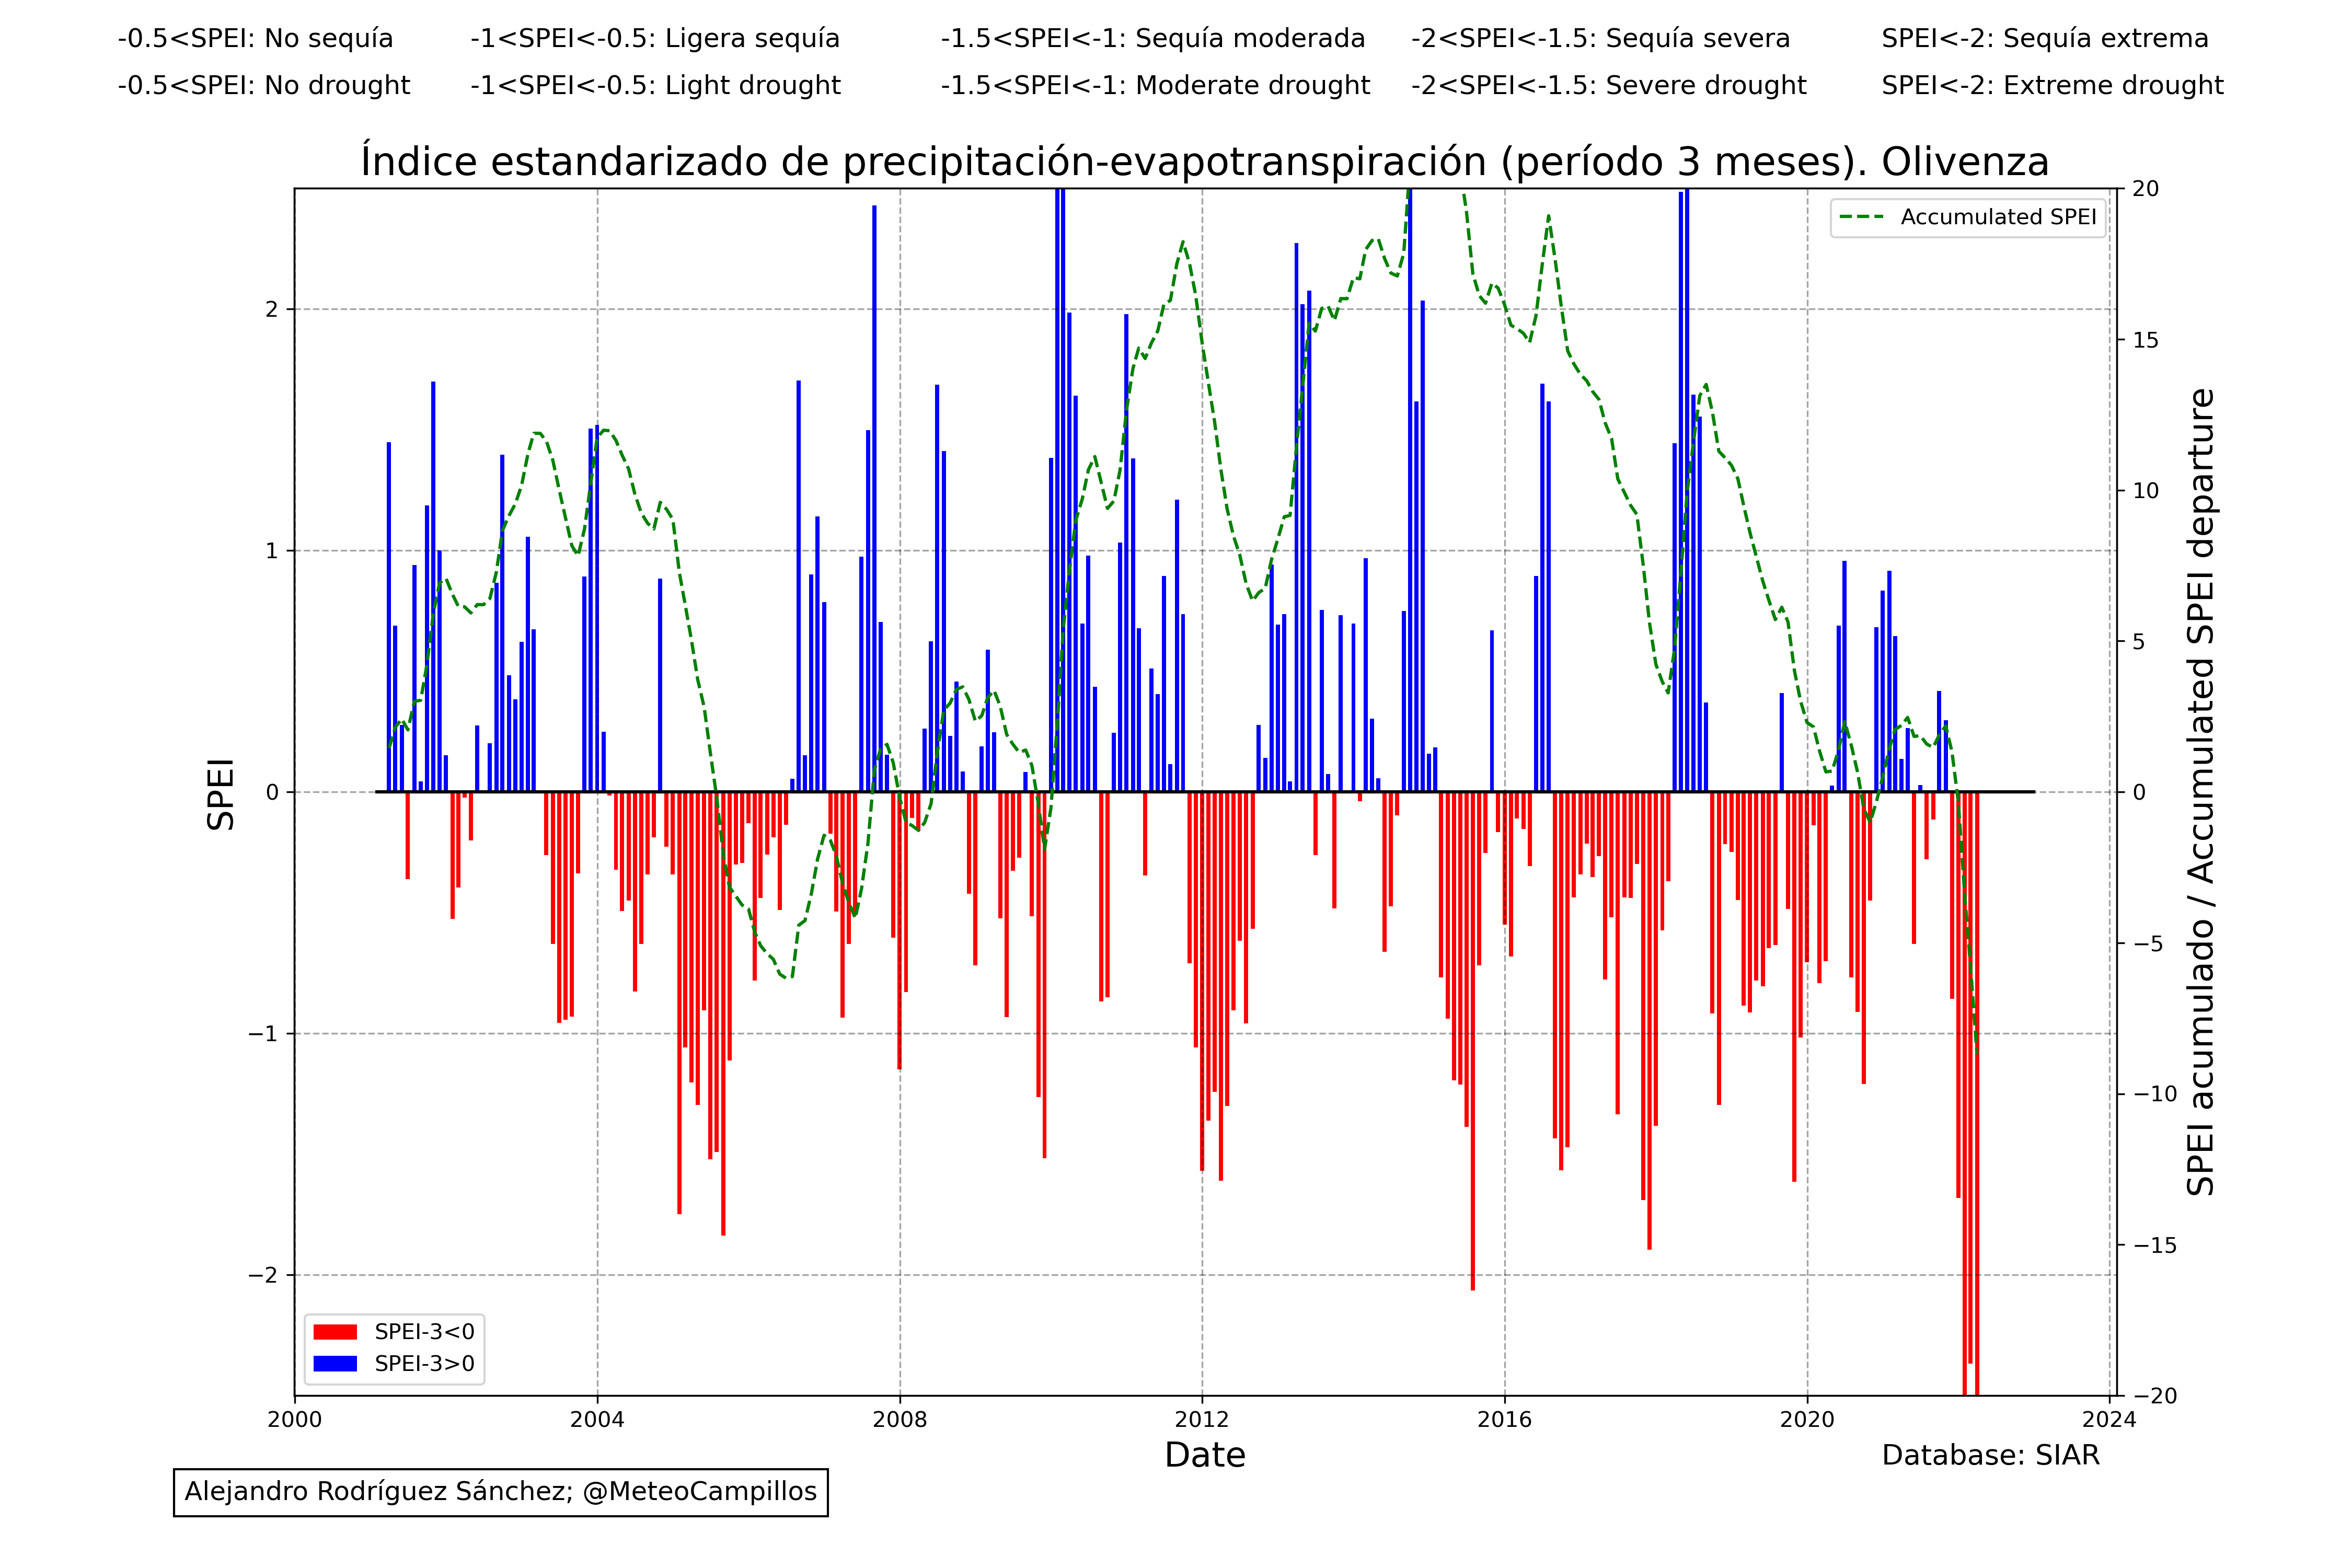 -0.5<SPEI: No sequía -1<SPEI<-0.5: Ligera sequía -1.5<SPEI<-1: Sequía moderada -2<SPEI<-1.5: Sequía severa SPEI<-2: Sequía extrema
-0.5<SPEI: No drought -1<SPEI<-0.5: Light drought -1.5<SPEI<-1: Moderate drought -2<SPEI<-1.5: Severe drought SPEI<-2: Extreme drought
Índice estandarizado de precipitación-evapotranspiración (período 3 meses). Olivenza
Accumulated SPEI
SPEI
2
1
0
−1
−2
20
15
10
5
0
−5
−10
−15
−20
SPEI acumulado / Accumulated SPEI departure
SPEI-3<0
SPEI-3>0
2000 2004 2008 2012 2016 2020 2024
Date
Database: SIAR
Alejandro Rodríguez Sánchez; @MeteoCampillos